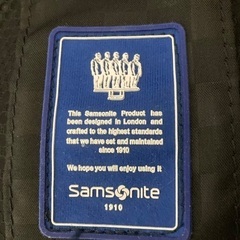 This Samsonite Product has
been designed in London and
crafted to the highest standards
that we have set and maintained
since 1910
We hope you will enjoy using it
Samsonite
1910